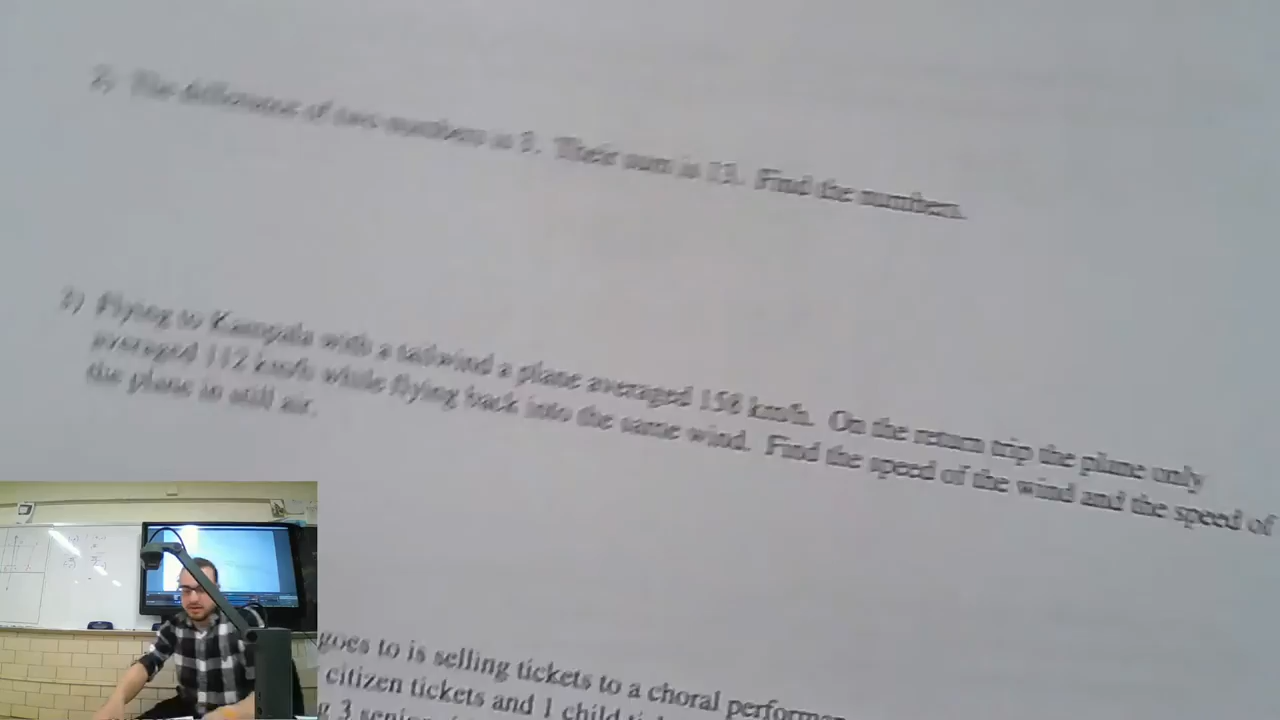 2) The difference of two numbers is 3. Their sum is 13. Find the numbers.
3) Flying to Kampala with a tailwind a plane averaged 158 km/h. On the return trip the plane only
averaged 112 km/h while flying back into the same wind. Find the speed of the wind and the speed of
the plane in still air.
goes to is selling tickets to a choral
citizen tickets and 1 child
3